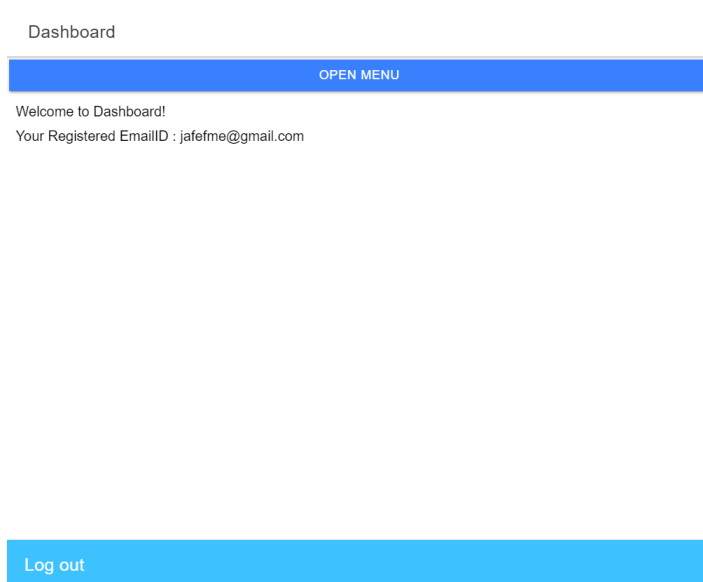 Dashboard
OPEN MENU
Welcome to Dashboard!
Your Registered EmailID : jafefme@gmail.com
Log out